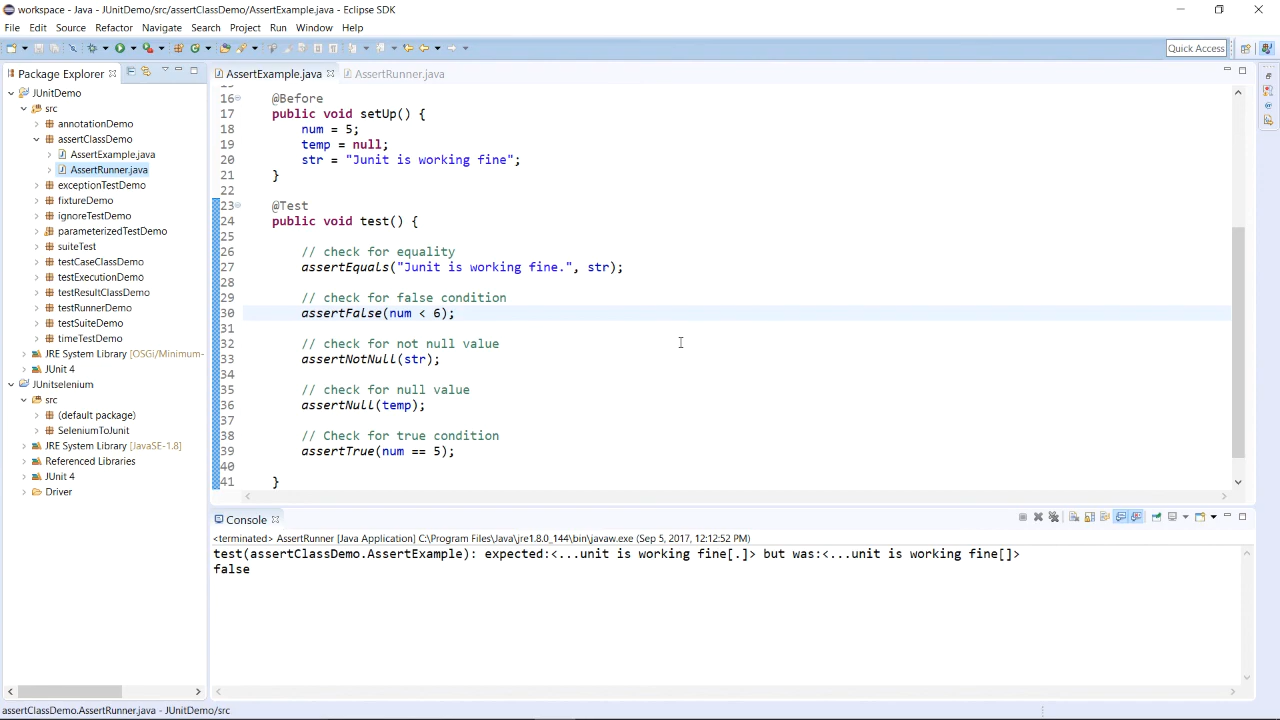 workspace - Java - JUnitDemo/src/assertClassDemo/AssertExample.java - Eclipse SDK
File Edit Source Refactor Navigate Search Project Run Window Help
Quick Access
Package Explorer
AssertExample.java
AssertRunner.java
JUnitDemo
src
annotationDemo
assertClassDemo
AssertExample.java
AssertRunner.java
exceptionTestDemo
fixtureDemo
ignoreTestDemo
parameterizedTestDemo
suiteTest
testCaseClassDemo
testExecutionDemo
testResultClassDemo
testRunnerDemo
testSuiteDemo
timeTestDemo
JRE System Library [OSGi/Minimum-
JUnit 4
JUnitselenium
src
(default package)
SeleniumToJunit
JRE System Library [JavaSE-1.8]
Referenced Libraries
JUnit 4
Driver
15
16 @Before
17 public void setUp() {
18 num = 5;
19 temp = null;
20 str = "Junit is working fine";
21 }
22
23 @Test
24 public void test() {
25
26 // check for equality
27 assertEquals("Junit is working fine.", str);
28
29 // check for false condition
30 assertFalse(num < 6);
31
32 // check for not null value
33 assertNotNull(str);
34
35 // check for null value
36 assertNull(temp);
37
38 // Check for true condition
39 assertTrue(num == 5);
40
41 }
Console
<terminated> AssertRunner [Java Application] C:\Program Files\Java\jre1.8.0_144\bin\javaw.exe (Sep 5, 2017, 12:12:52 PM)
test(assertClassDemo.AssertExample): expected:<...unit is working fine[.]> but was:<...unit is working fine[]>
false
assertClassDemo.AssertRunner.java - JUnitDemo/src